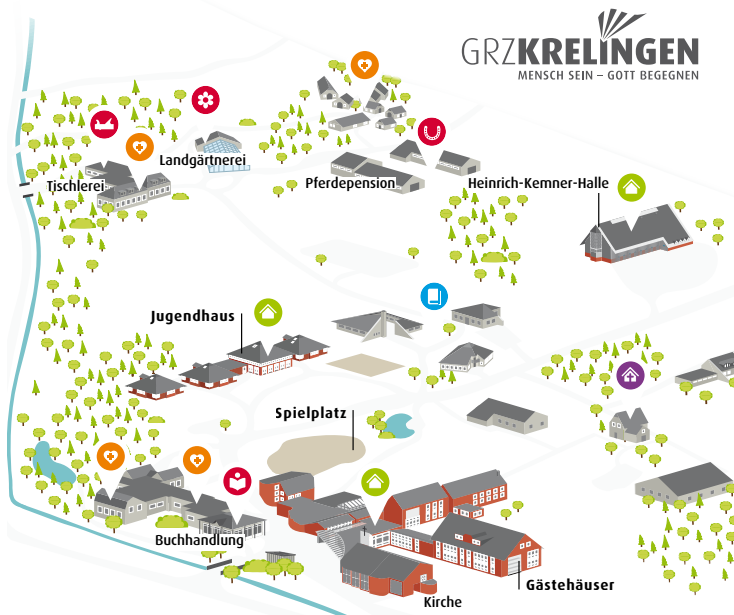 GRZKRELINGEN
MENSCH SEIN – GOTT BEGEGNEN
Landgärtnerei
Tischlerei
Pferdepension
Heinrich-Kemner-Halle
Jugendhaus
Spielplatz
Buchhandlung
Gästehäuser
Kirche